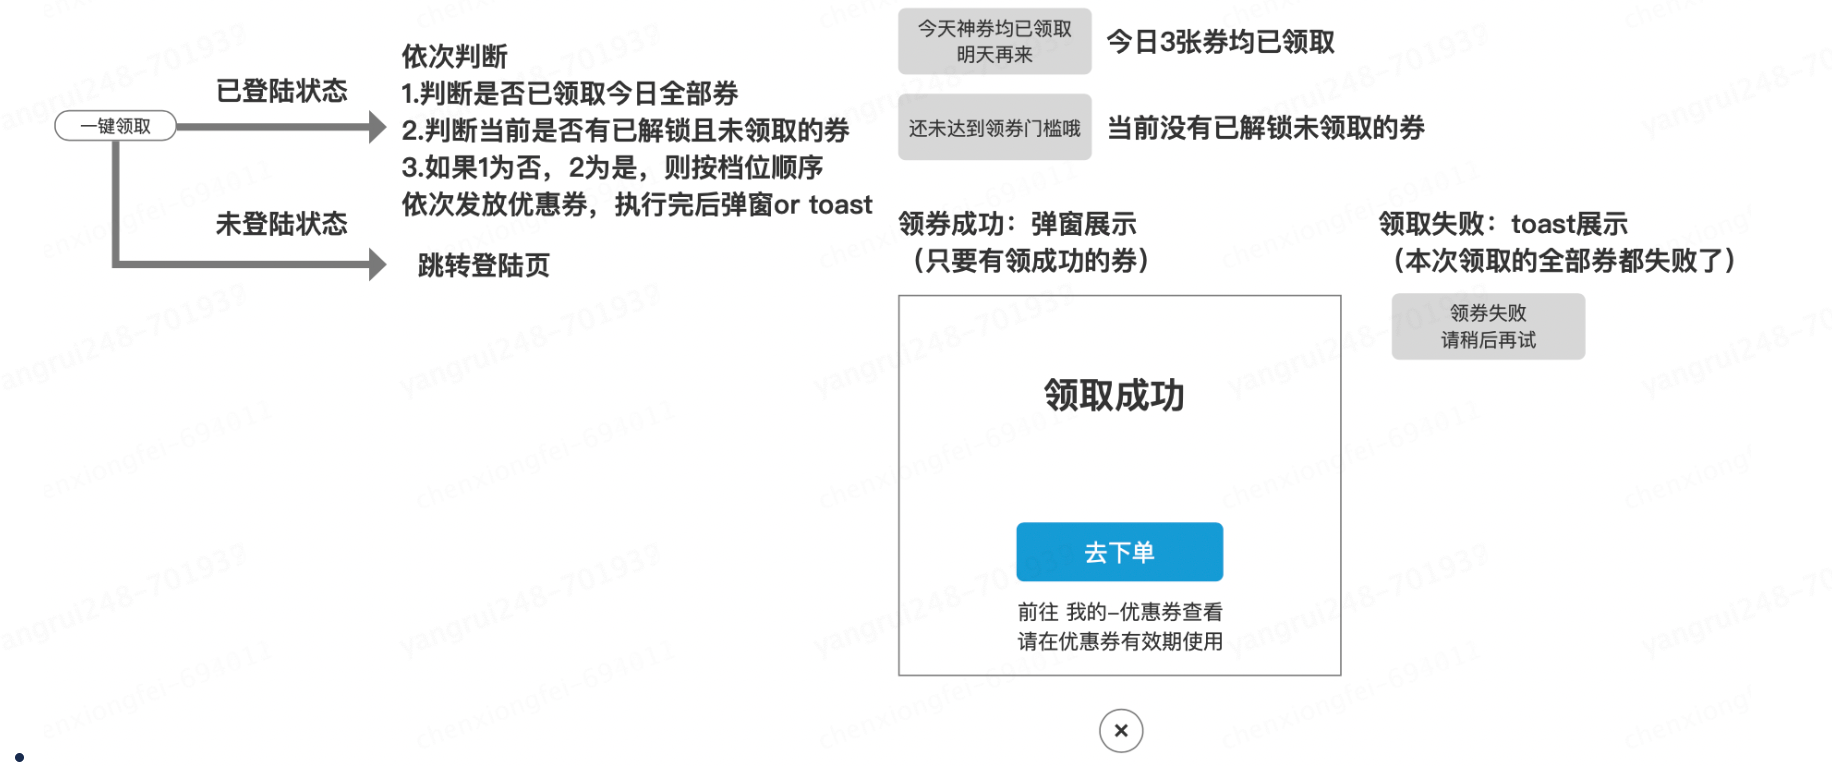 一键领取
已登陆状态
未登陆状态
依次判断
1.判断是否已领取今日全部券
2.判断当前是否有已解锁且未领取的券
3.如果1为否，2为是，则按档位顺序
依次发放优惠券，执行完后弹窗or toast
跳转登陆页
今天神券均已领取
明天再来
今日3张券均已领取
还未达到领券门槛哦
当前没有已解锁未领取的券
领券成功：弹窗展示
（只要有领成功的券）
领取成功
去下单
前往 我的-优惠券查看
请在优惠券有效期使用
×
领取失败：toast展示
（本次领取的全部券都失败了）
领券失败
请稍后再试